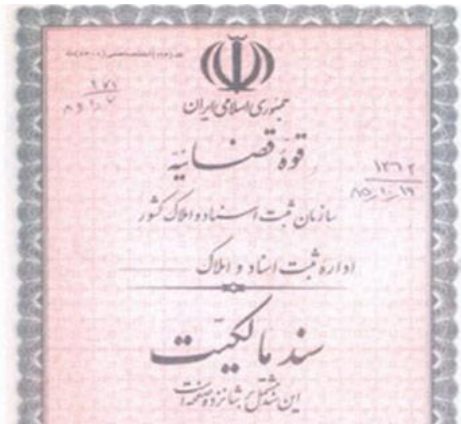 جمهوری اسلامی ایران
قوه قضائیه
۱۳۶۲
سازمان ثبت اسناد و املاک کشور
اداره ثبت اسناد و املاک
سند مالکیت
این سند مشتمل بر شانزده صفحه است